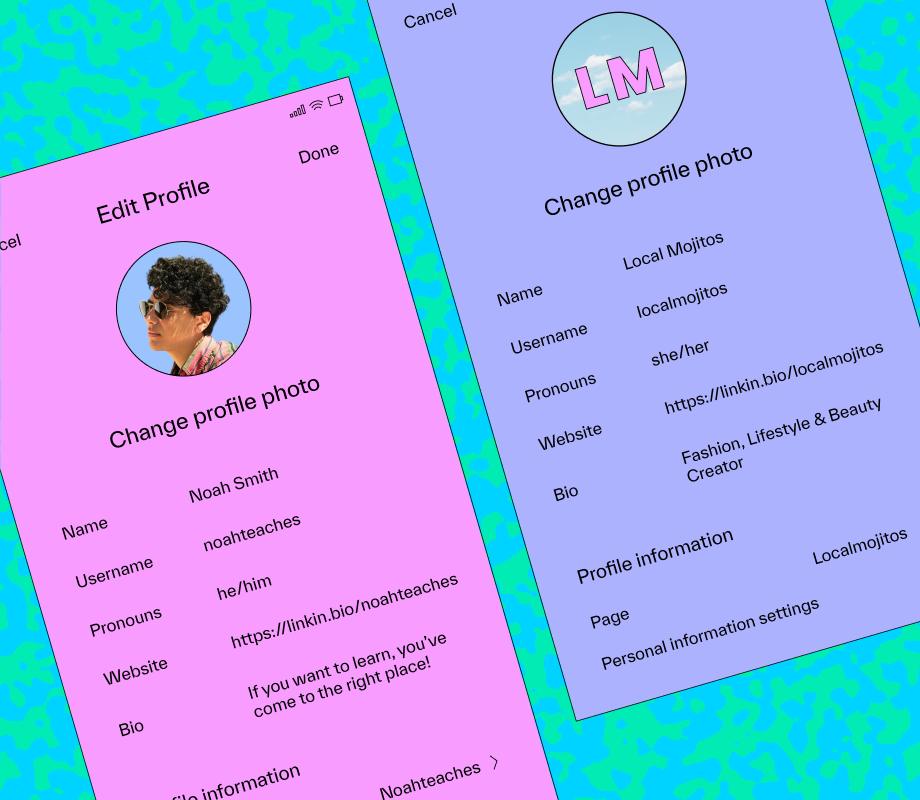 Done
Edit Profile
cel
Change profile photo
Name
Noah Smith
Username
noahteaches
Pronouns
he/him
Website
https://linkin.bio/noahteaches
Bio
If you want to learn, you've
come to the right place!
file information
Noahteaches
Cancel
LM
Change profile photo
Name
Local Mojitos
Username
localmojitos
Pronouns
she/her
Website
https://linkin.bio/localmojitos
Bio
Fashion, Lifestyle & Beauty
Creator
Profile information
Page
Localmojitos
Personal information settings